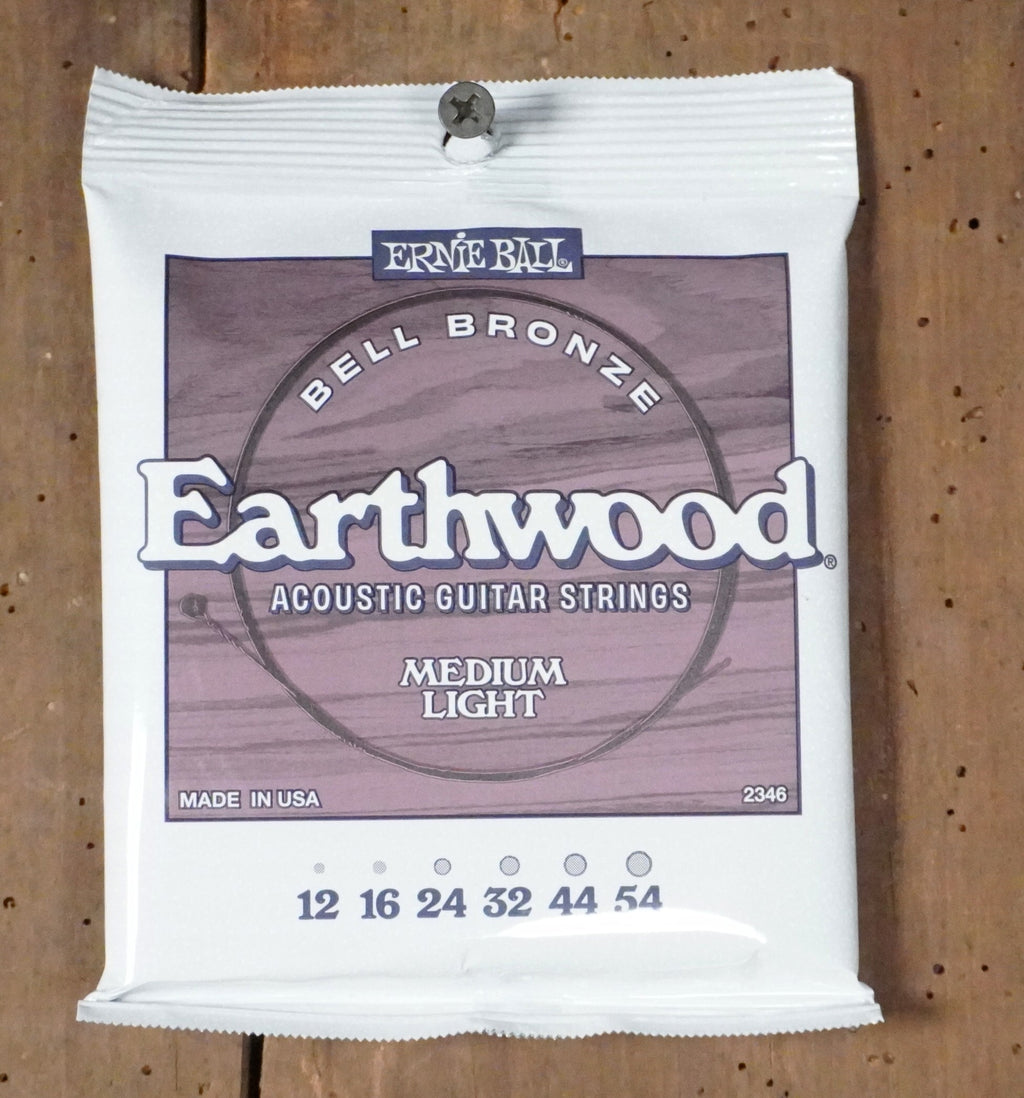 ERNIE BALL®
BELL BRONZE
Earthwood®
ACOUSTIC GUITAR STRINGS
MEDIUM
LIGHT
MADE IN USA 2346
12 16 24 32 44 54